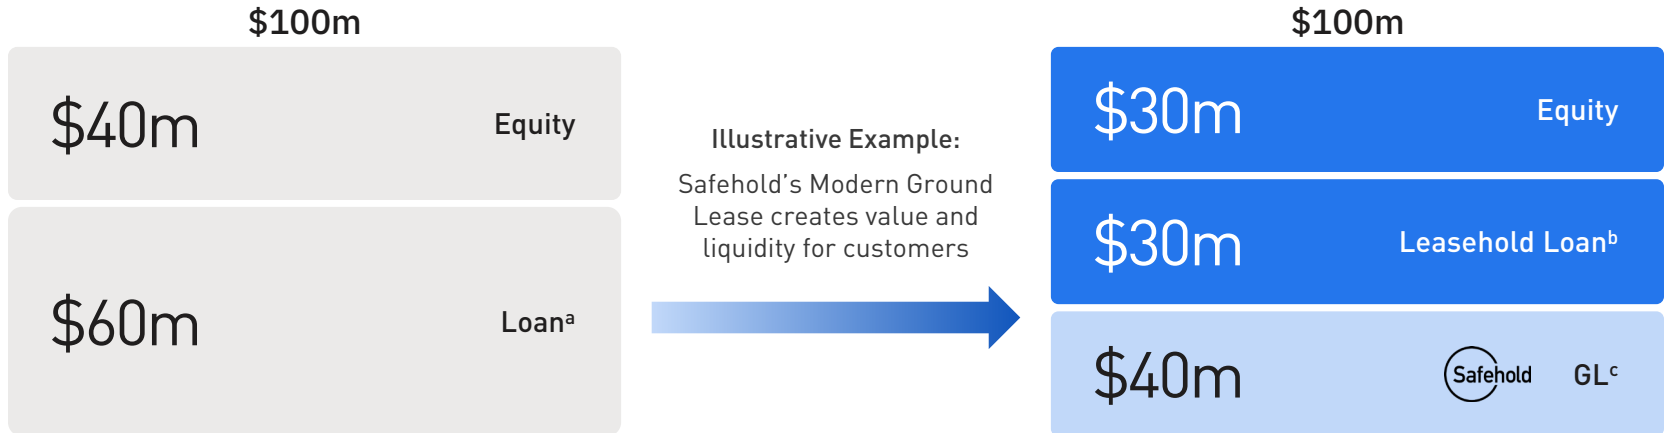 $100m
$40m Equity
$60m Loanᵃ
Illustrative Example:
Safehold’s Modern Ground
Lease creates value and
liquidity for customers
$100m
$30m Equity
$30m Leasehold Loanᵇ
$40m Safehold GLᶜ